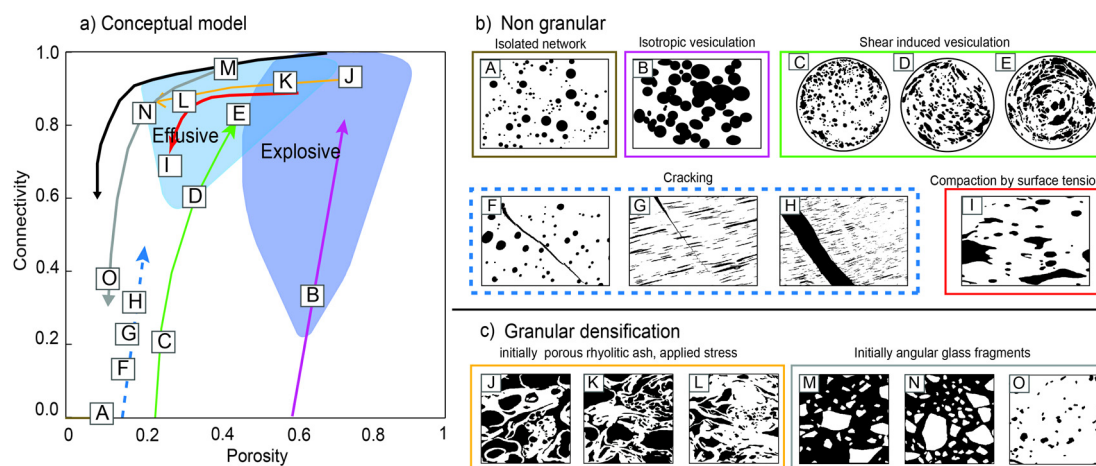 a) Conceptual model
1.0
0.8
0.6
0.4
0.2
0.0
Connectivity
0
0.2
0.4
0.6
0.8
1
Porosity
M
K
J
L
N
E
Effusive
Explosive
I
D
O
B
H
G
C
F
A
b) Non granular
Isolated network
Isotropic vesiculation
Shear induced vesiculation
A
B
C
D
E
Cracking
Compaction by surface tension
F
G
H
I
c) Granular densification
initially porous rhyolitic ash, applied stress
Initially angular glass fragments
J
K
L
M
N
O